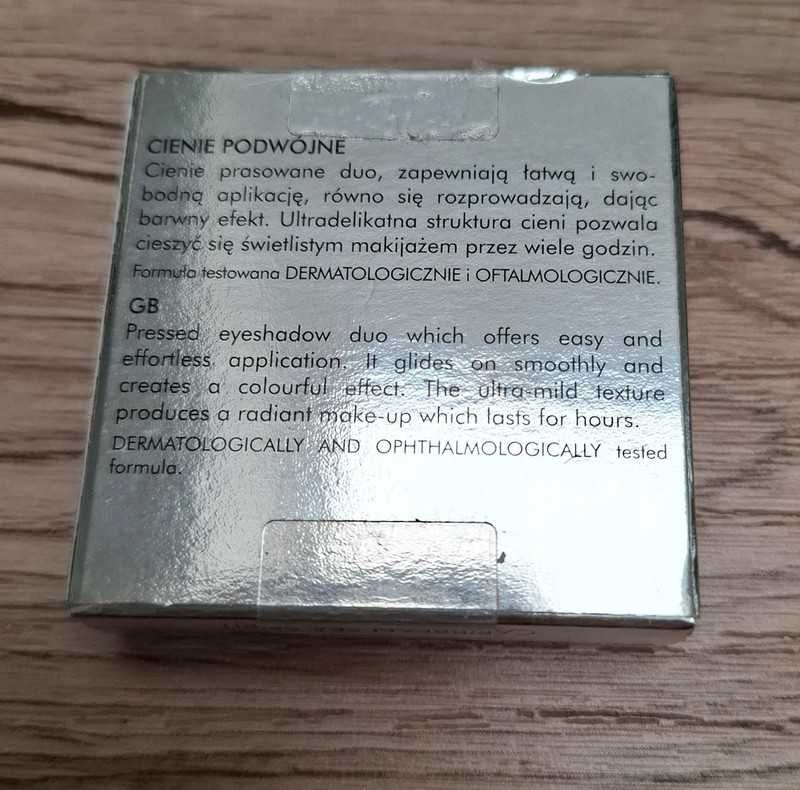 CIENIE PODWÓJNE
Cienie prasowane duo, zapewniają łatwą i swo-
bodną aplikację, równo się rozprowadzają, dając
barwny efekt. Ultradelikatna struktura cieni pozwala
cieszyć się świetlistym makijażem przez wiele godzin.
Formuła testowana DERMATOLOGICZNIE i OFTALMOLOGICZNIE.
GB
Pressed eyeshadow duo which offers easy and
effortless application. It glides on smoothly and
creates a colourful effect. The ultra-mild texture
produces a radiant make-up which lasts for hours.
DERMATOLOGICALLY AND OPHTHALMOLOGICALLY tested
formula.